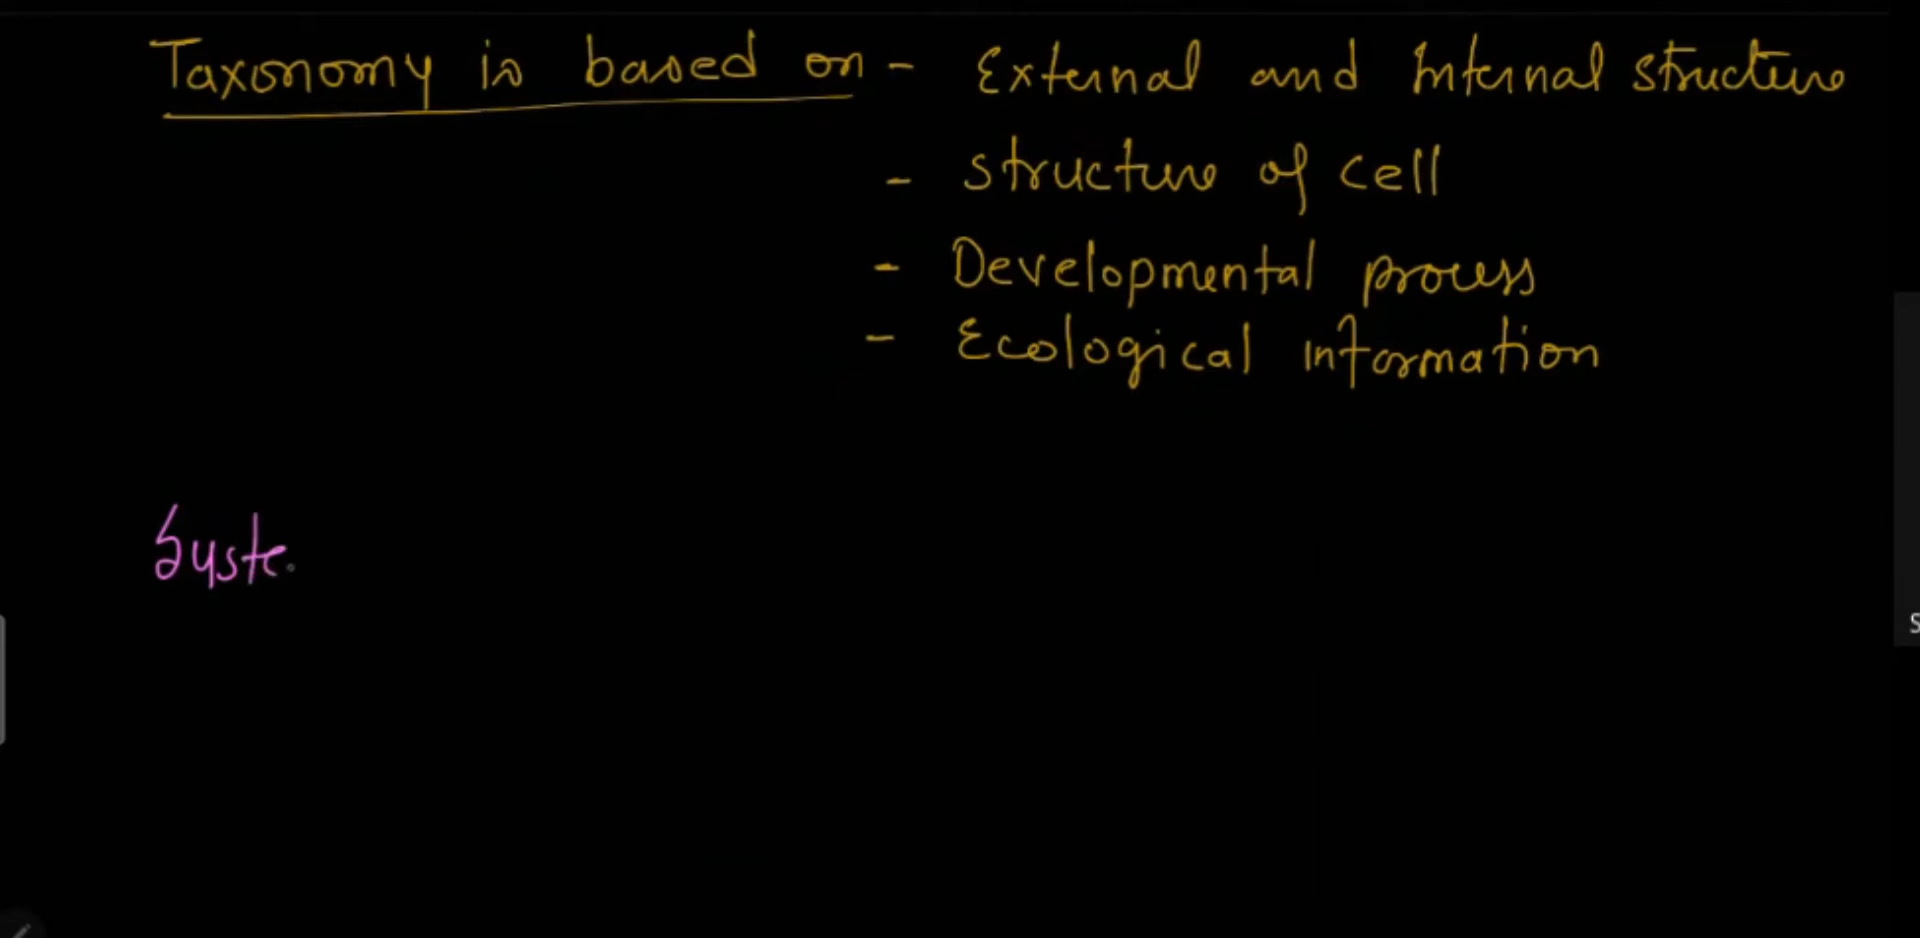 Taxonomy is based on - External and Internal structure
- structure of cell
- Developmental process
- Ecological information
Syste
S